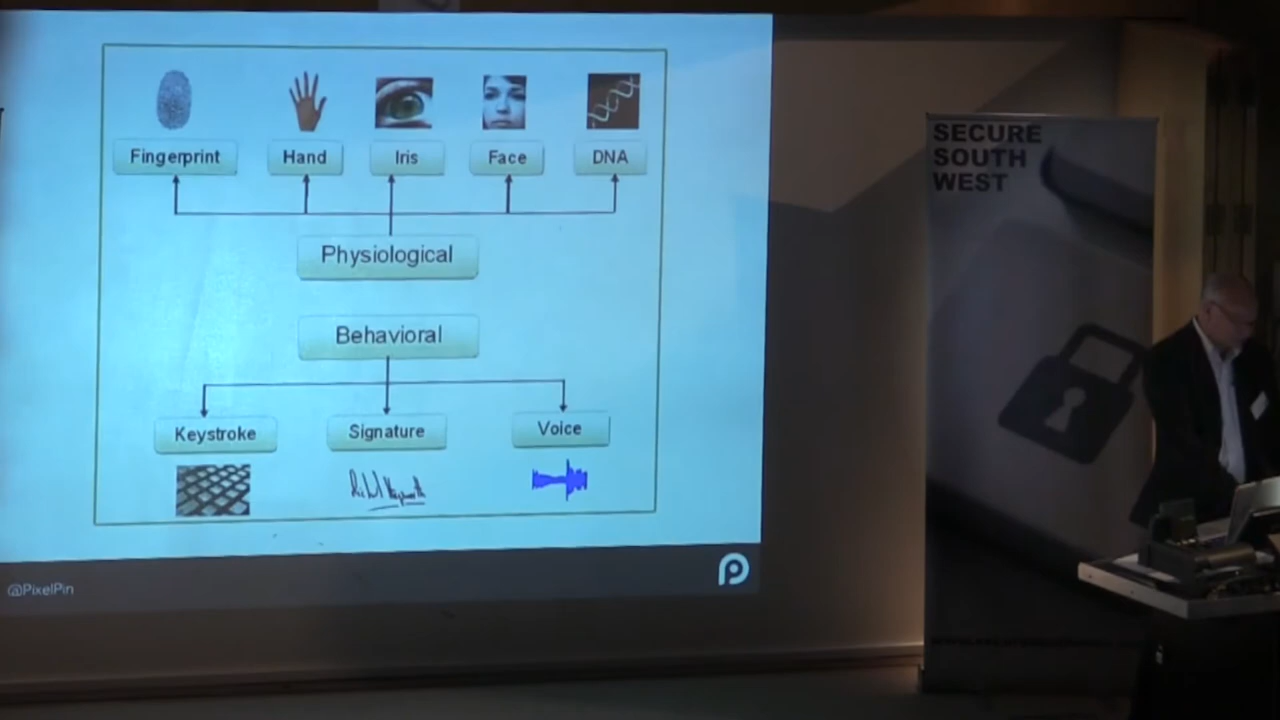 Fingerprint
Hand
Iris
Face
DNA
Physiological
Behavioral
Keystroke
Signature
Voice
@PixelPin
SECURE
SOUTH
WEST